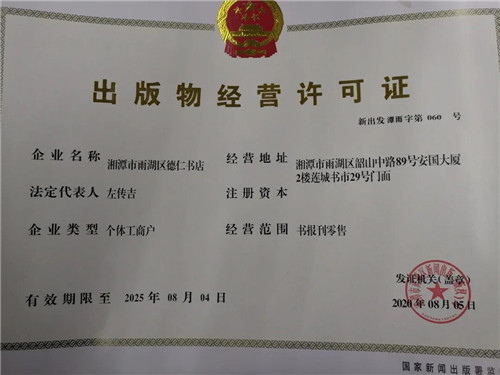 出版物经营许可证
新出发潭雨字第 060 号
企业名称 湘潭市雨湖区德仁书店
经营地址 湘潭市雨湖区韶山中路89号安国大厦
2楼莲城书市29号门面
法定代表人 左传吉
注册资本
企业类型 个体工商户
经营范围 书报刊零售
发证机关(盖章)
有效期限至 2025 年 08 月 04 日
2020 年 08 月 05 日
国家新闻出版署监